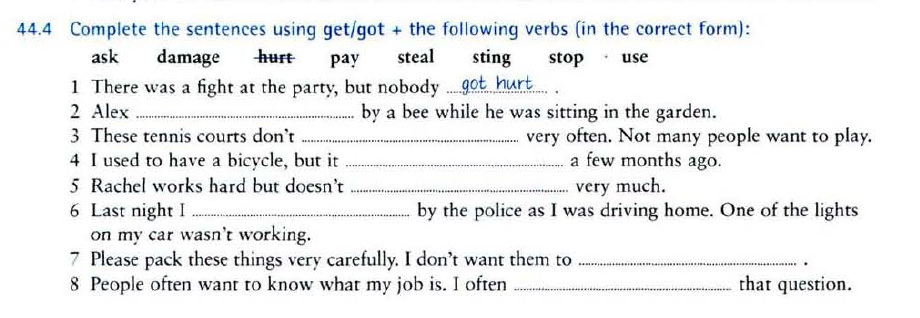 44.4 Complete the sentences using get/got + the following verbs (in the correct form):
ask damage hurt pay steal sting stop use
1 There was a fight at the party, but nobody ....got hurt.... .
2 Alex .................... by a bee while he was sitting in the garden.
3 These tennis courts don't .................... very often. Not many people want to play.
4 I used to have a bicycle, but it .................... a few months ago.
5 Rachel works hard but doesn't .................... very much.
6 Last night I .................... by the police as I was driving home. One of the lights
on my car wasn't working.
7 Please pack these things very carefully. I don't want them to .................... .
8 People often want to know what my job is. I often .................... that question.